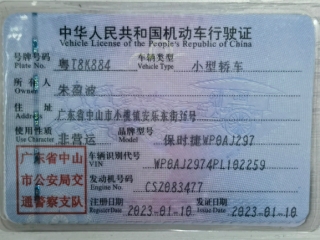 中华人民共和国机动车行驶证
Vehicle License of the People's Republic of China
号牌号码 粤T8K884 车辆类型 小型轿车
Plate No. Vehicle Type
所有人 朱盈波
Owner
住址 广东省中山市小榄镇安乐东街35号
Address
使用性质 非营运 品牌型号 保时捷WP0AJ297
Use Character Model
广东省中山
市公安局交
通警察支队
车辆识别代号 WP0AJ2974PL102259
VIN
发动机号码 CSZ083477
Engine No.
注册日期 2023-01-10 发证日期 2023-01-10
Register Date Issue Date